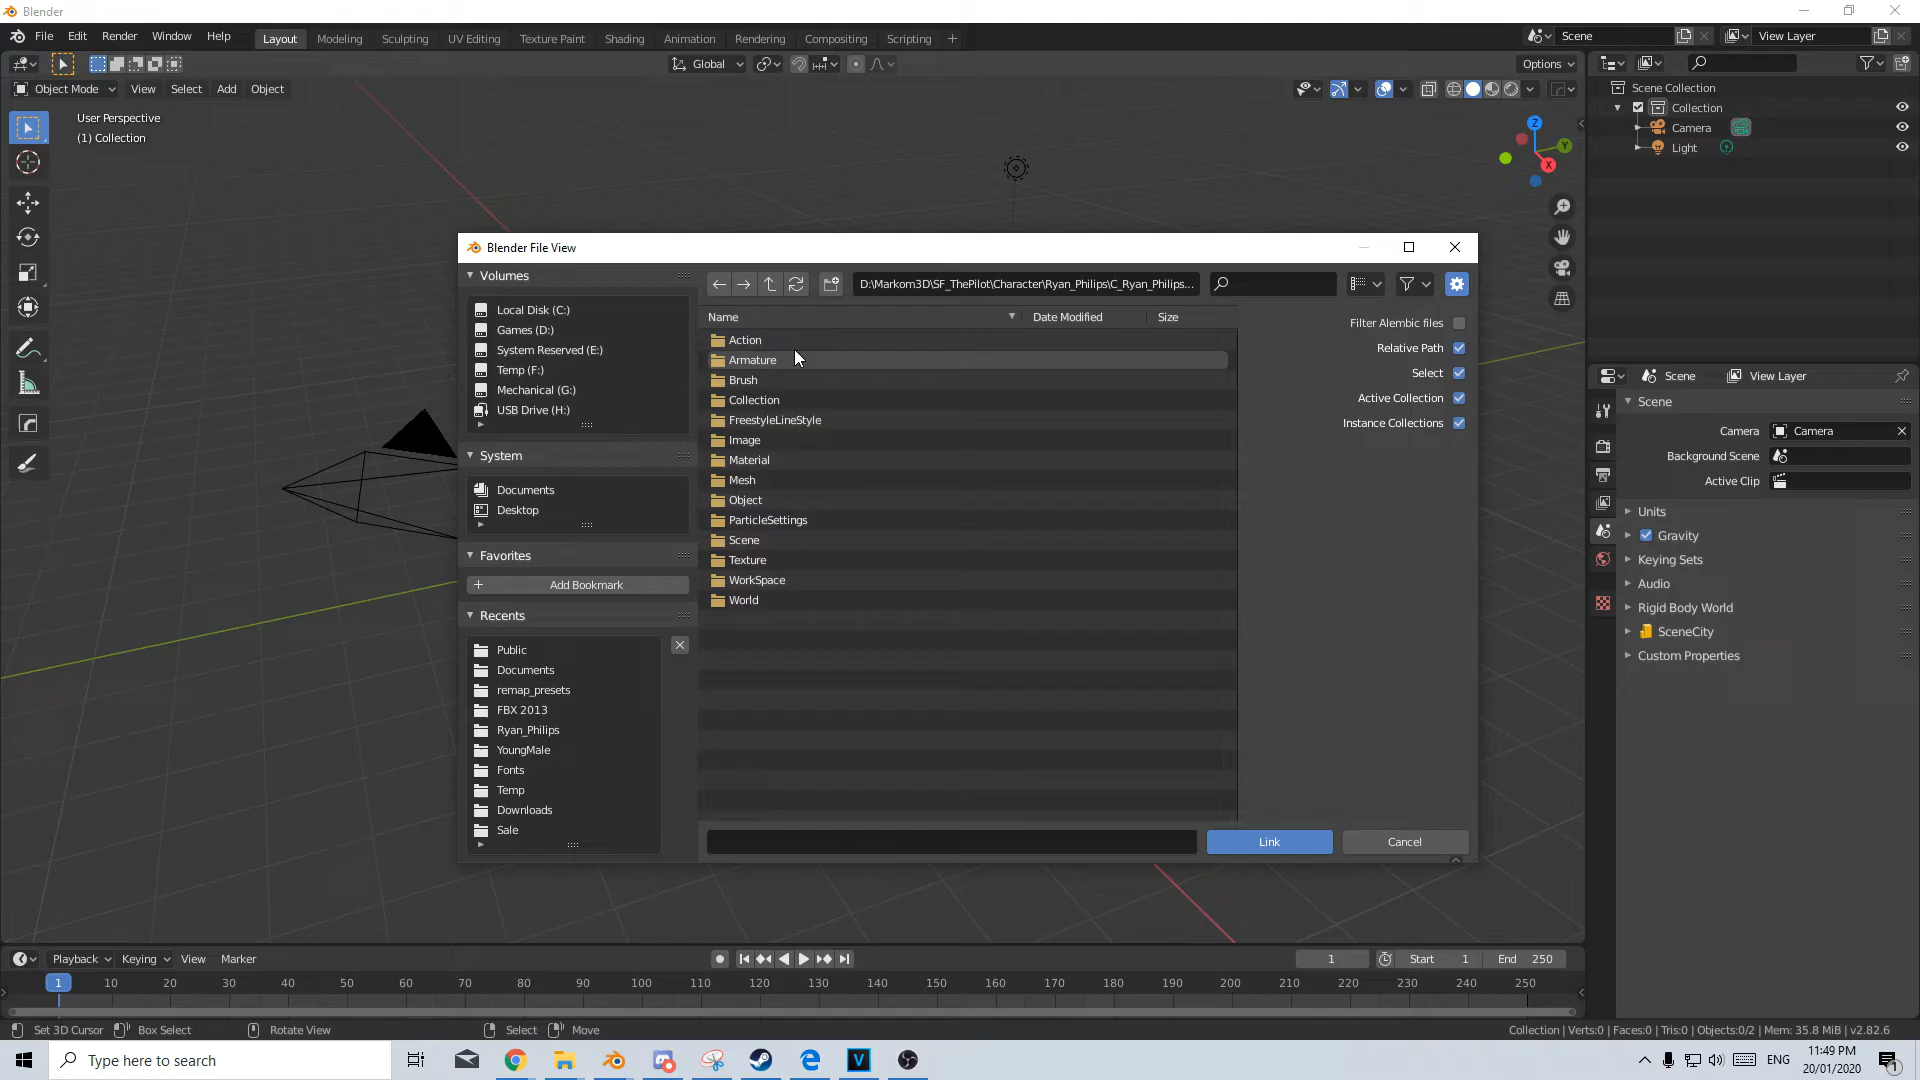 Blender
File Edit Render Window Help Layout Modeling Sculpting UV Editing Texture Paint Shading Animation Rendering Compositing Scripting + Scene View Layer
Global Options
Object Mode View Select Add Object
User Perspective
(1) Collection
Z
Y
X
Scene Collection
Collection
Camera
Light
Blender File View
Volumes
Local Disk (C:)
Games (D:)
System Reserved (E:)
Temp (F:)
Mechanical (G:)
USB Drive (H:)
System
Documents
Desktop
Favorites
Add Bookmark
Recents
Public
Documents
remap_presets
FBX 2013
Ryan_Philips
YoungMale
Fonts
Temp
Downloads
Sale
D:\Markom3D\SF_ThePilot\Character\Ryan_Philips\C_Ryan_Philips...
Name Date Modified Size
Action
Armature
Brush
Collection
FreestyleLineStyle
Image
Material
Mesh
Object
ParticleSettings
Scene
Texture
WorkSpace
World
Filter Alembic files
Relative Path
Select
Active Collection
Instance Collections
Link Cancel
Scene View Layer
Scene
Camera Camera
Background Scene
Active Clip
Units
Gravity
Keying Sets
Audio
Rigid Body World
SceneCity
Custom Properties
Playback Keying View Marker 1 Start 1 End 250
1 10 20 30 40 50 60 70 80 90 100 110 120 130 140 150 160 170 180 190 200 210 220 230 240 250
Set 3D Cursor Box Select Rotate View Select Move Collection | Verts:0 | Faces:0 | Tris:0 | Objects:0/2 | Mem: 35.8 MiB | v2.82.6
Type here to search ENG 11:49 PM
20/01/2020
1